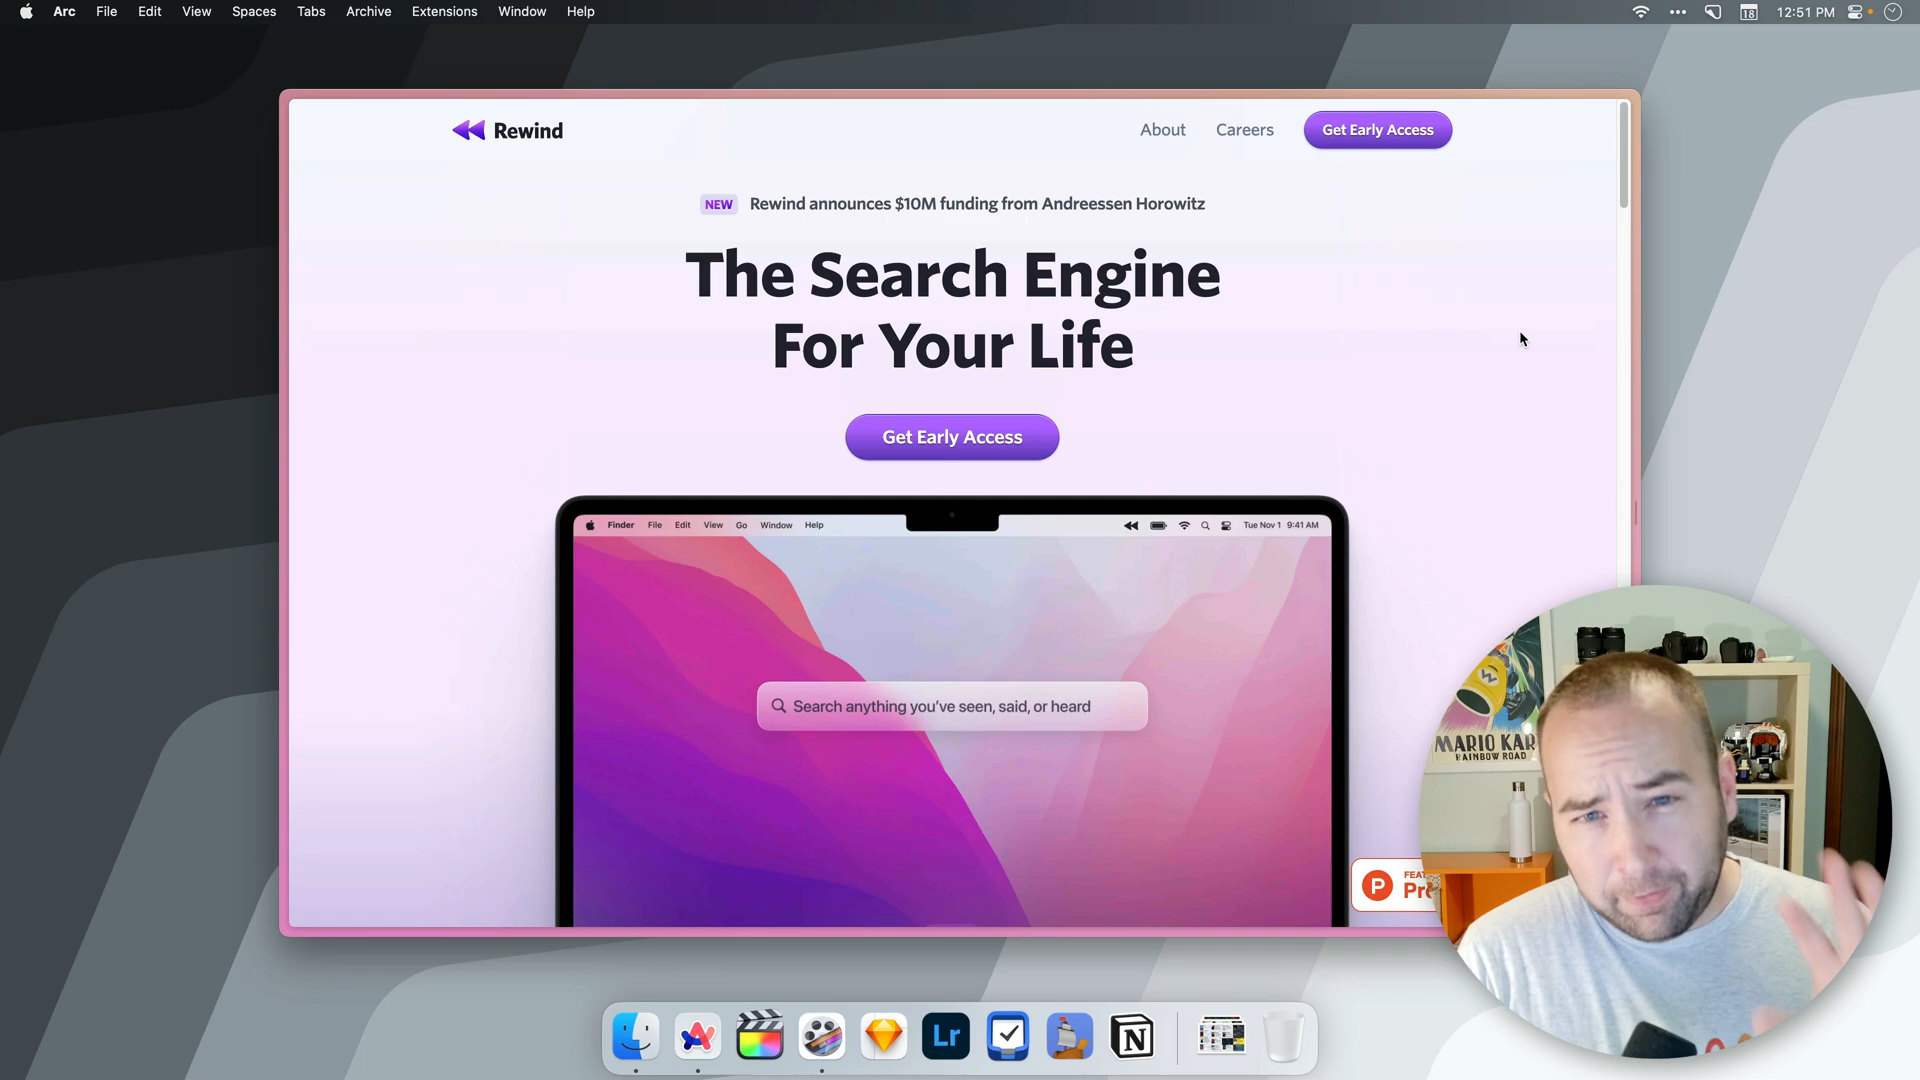 Arc File Edit View Spaces Tabs Archive Extensions Window Help
18 12:51 PM
Rewind
About Careers Get Early Access
NEW Rewind announces $10M funding from Andreessen Horowitz
The Search Engine
For Your Life
Get Early Access
Finder File Edit View Go Window Help
Tue Nov 1 9:41 AM
Search anything you've seen, said, or heard
MARIO KAR
RAINBOW ROAD
P
Lr
N